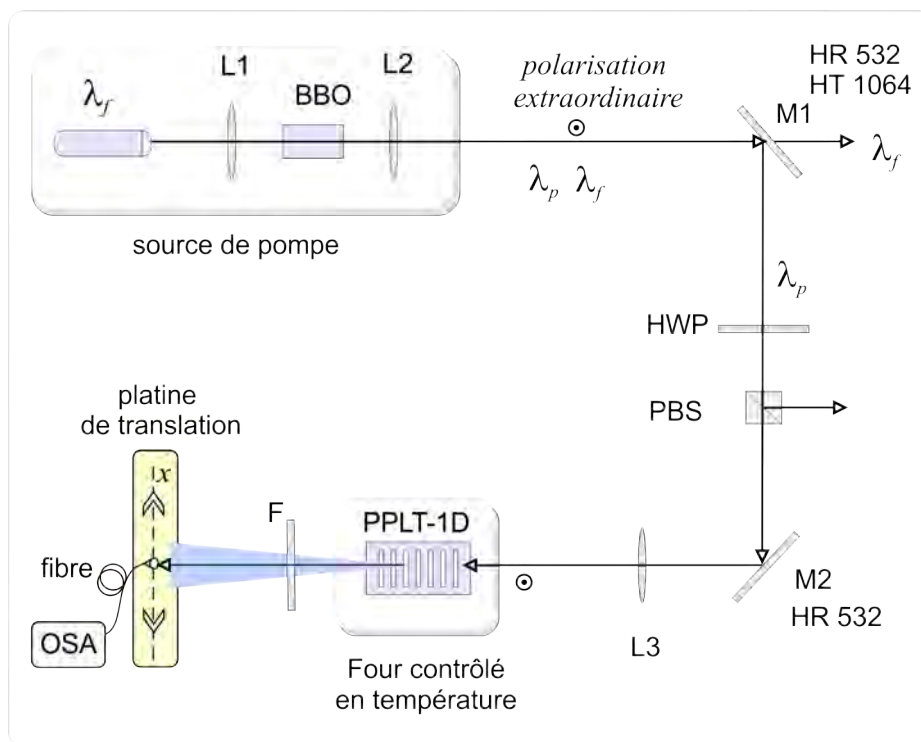 L1
L2
λf
BBO
polarisation
extraordinaire
HR 532
HT 1064
M1
λp λf
λf
source de pompe
λp
HWP
platine
de translation
PBS
x
F
PPLT-1D
fibre
M2
HR 532
OSA
L3
Four contrôlé
en température